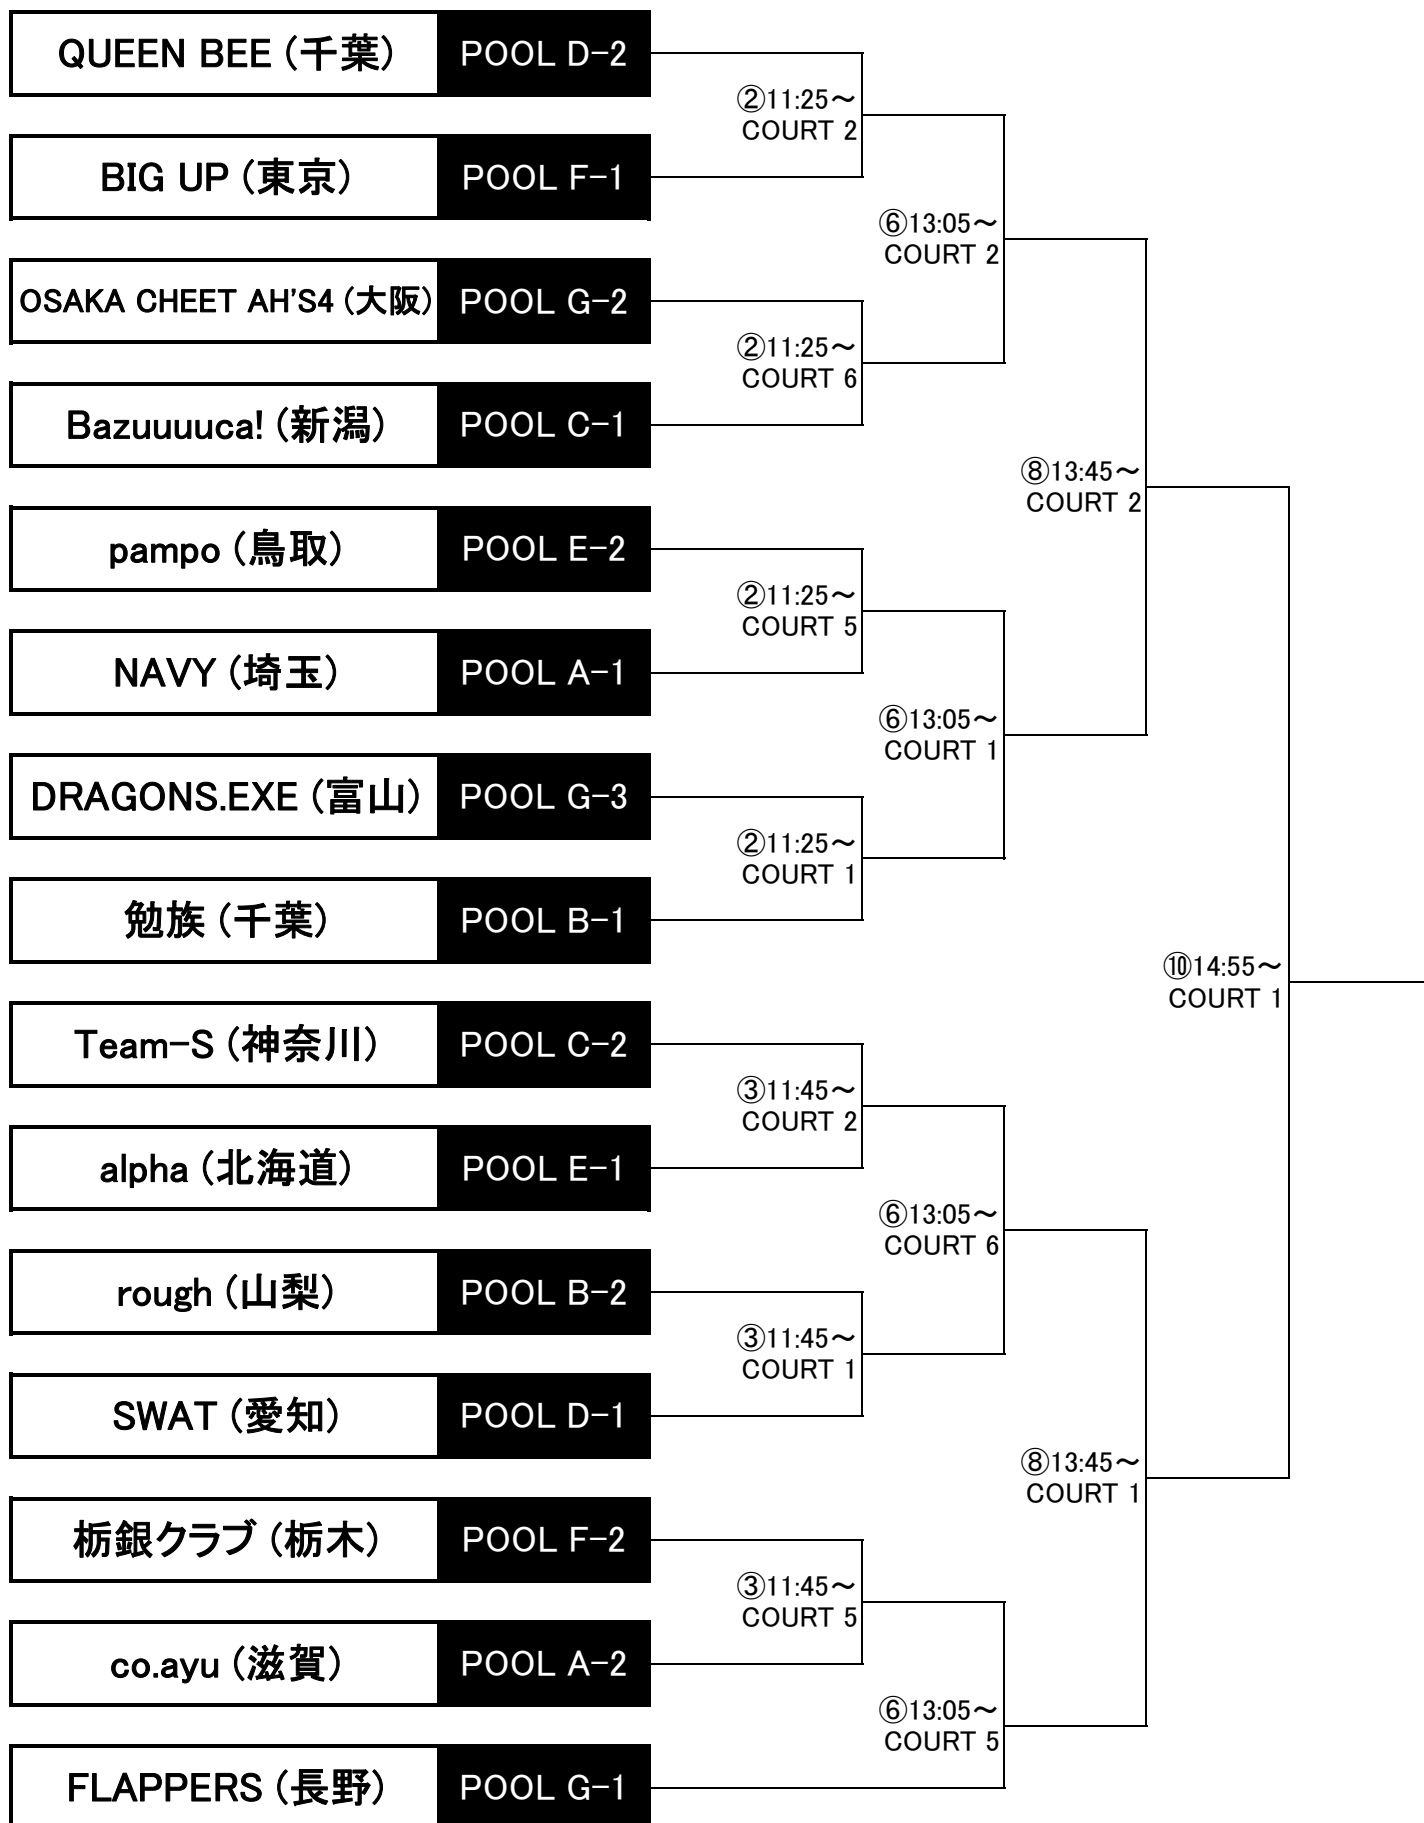 QUEEN BEE (千葉) POOL D-2
②11:25～
COURT 2
BIG UP (東京) POOL F-1
⑥13:05～
COURT 2
OSAKA CHEET AH'S4 (大阪) POOL G-2
②11:25～
COURT 6
Bazuuuuca! (新潟) POOL C-1
⑧13:45～
COURT 2
pampo (鳥取) POOL E-2
②11:25～
COURT 5
NAVY (埼玉) POOL A-1
⑥13:05～
COURT 1
DRAGONS.EXE (富山) POOL G-3
②11:25～
COURT 1
勉族 (千葉) POOL B-1
⑩14:55～
COURT 1
Team-S (神奈川) POOL C-2
③11:45～
COURT 2
alpha (北海道) POOL E-1
⑥13:05～
COURT 6
rough (山梨) POOL B-2
③11:45～
COURT 1
SWAT (愛知) POOL D-1
⑧13:45～
COURT 1
栃銀クラブ (栃木) POOL F-2
③11:45～
COURT 5
co.ayu (滋賀) POOL A-2
⑥13:05～
COURT 5
FLAPPERS (長野) POOL G-1